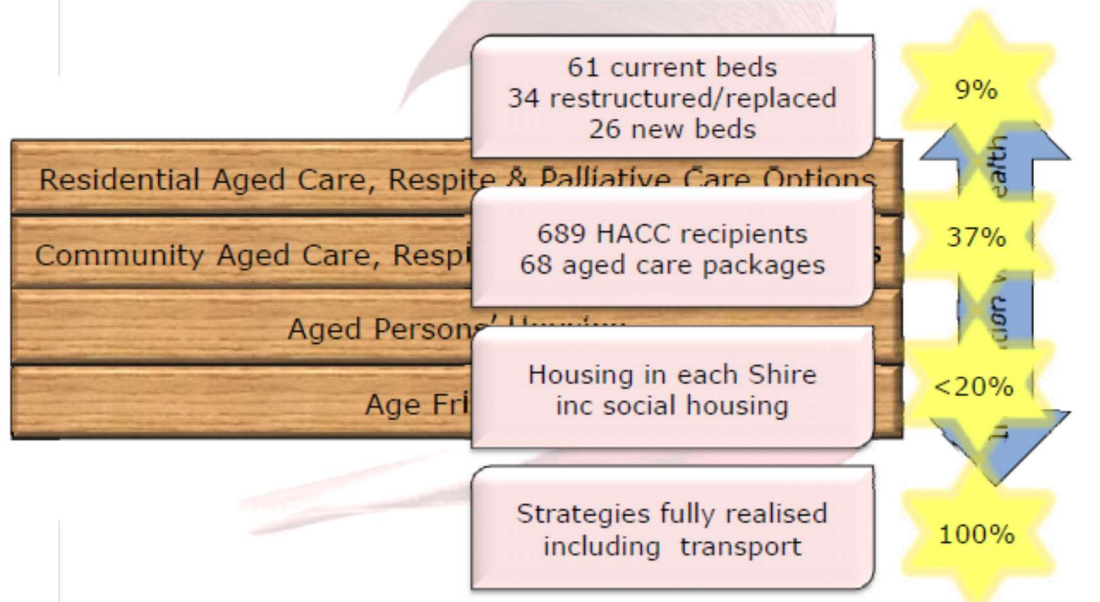 61 current beds
34 restructured/replaced
26 new beds
9%
Residential Aged Care, Respite & Palliative Care Options
689 HACC recipients
68 aged care packages
37%
Community Aged Care,
Aged Persons'
Housing in each Shire
inc social housing
<20%
Age
Strategies fully realised
including transport
100%